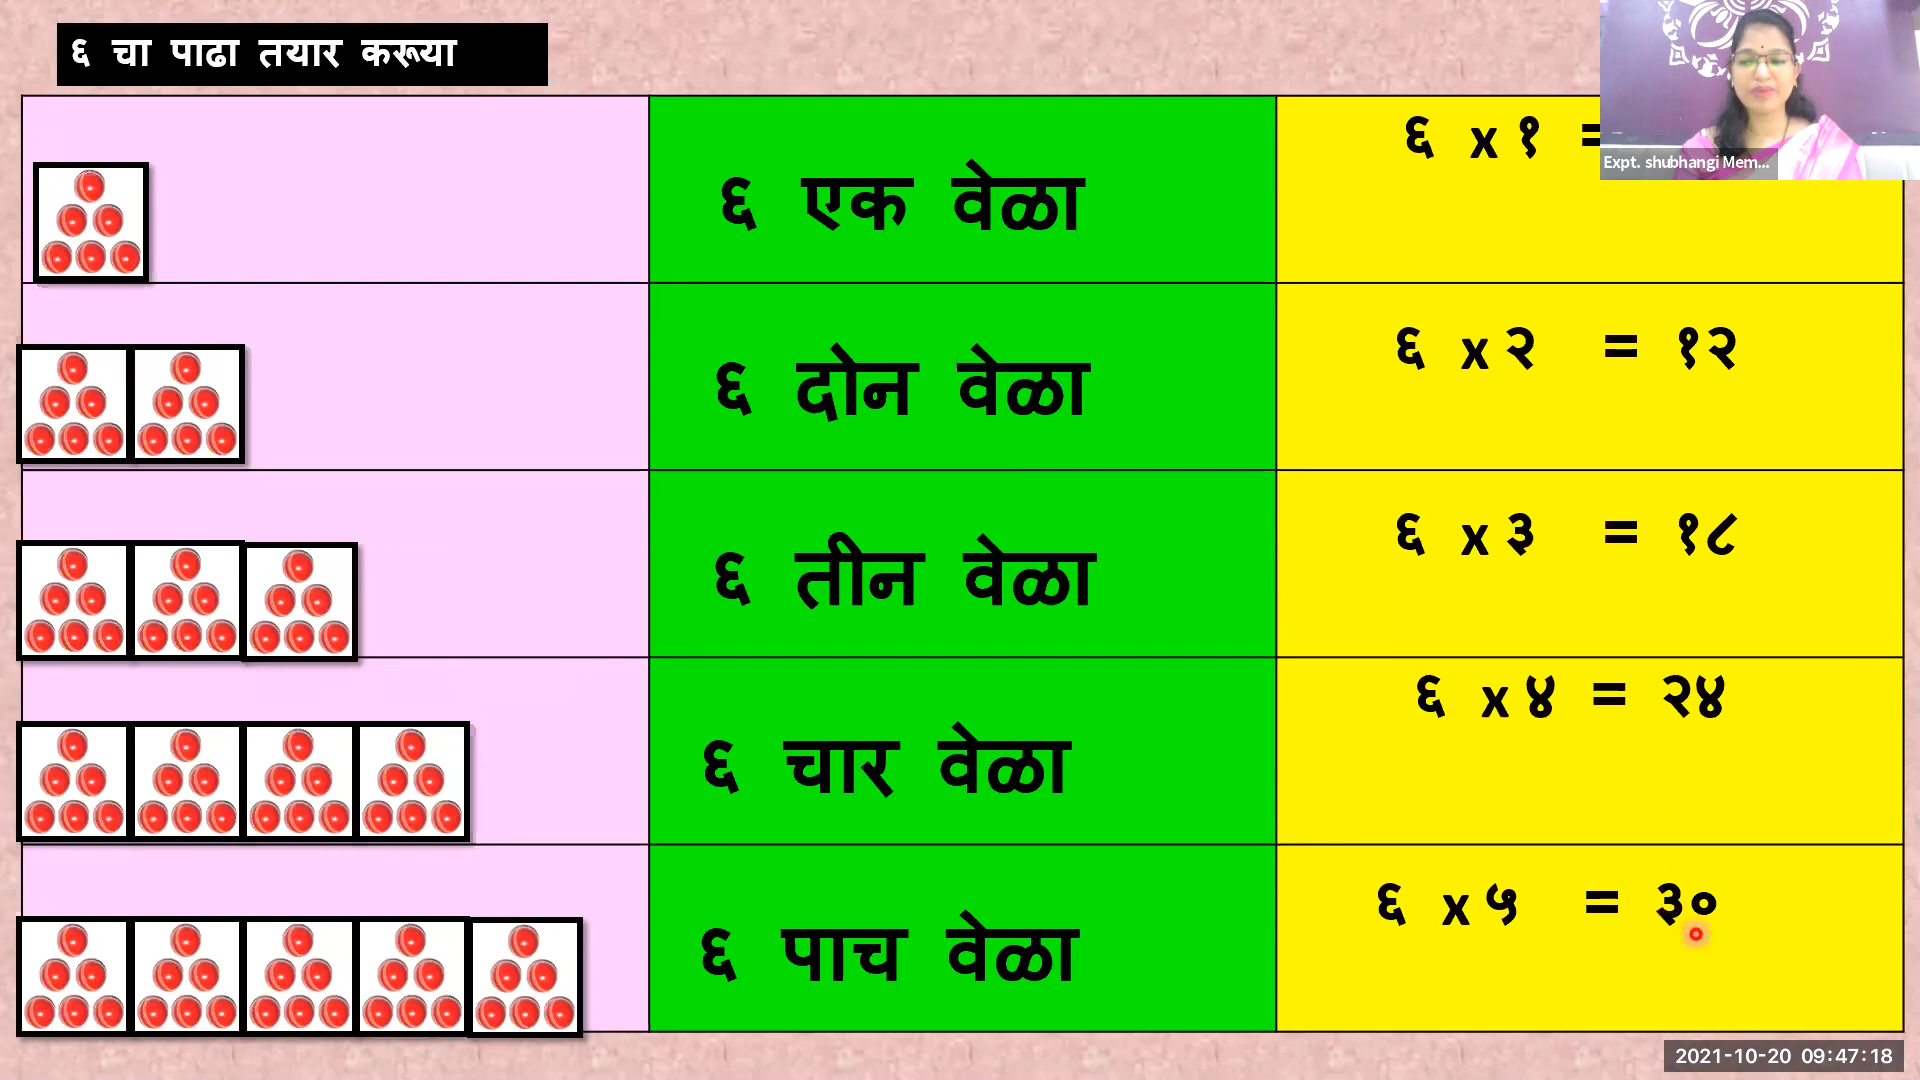 ६ चा पाढा तयार करूया
६ एक वेळा
६ x १ =
Expt. shubhangi Mem...
६ दोन वेळा
६ x २ = १२
६ तीन वेळा
६ x ३ = १८
६ चार वेळा
६ x ४ = २४
६ पाच वेळा
६ x ५ = ३०
2021-10-20 09:47:18